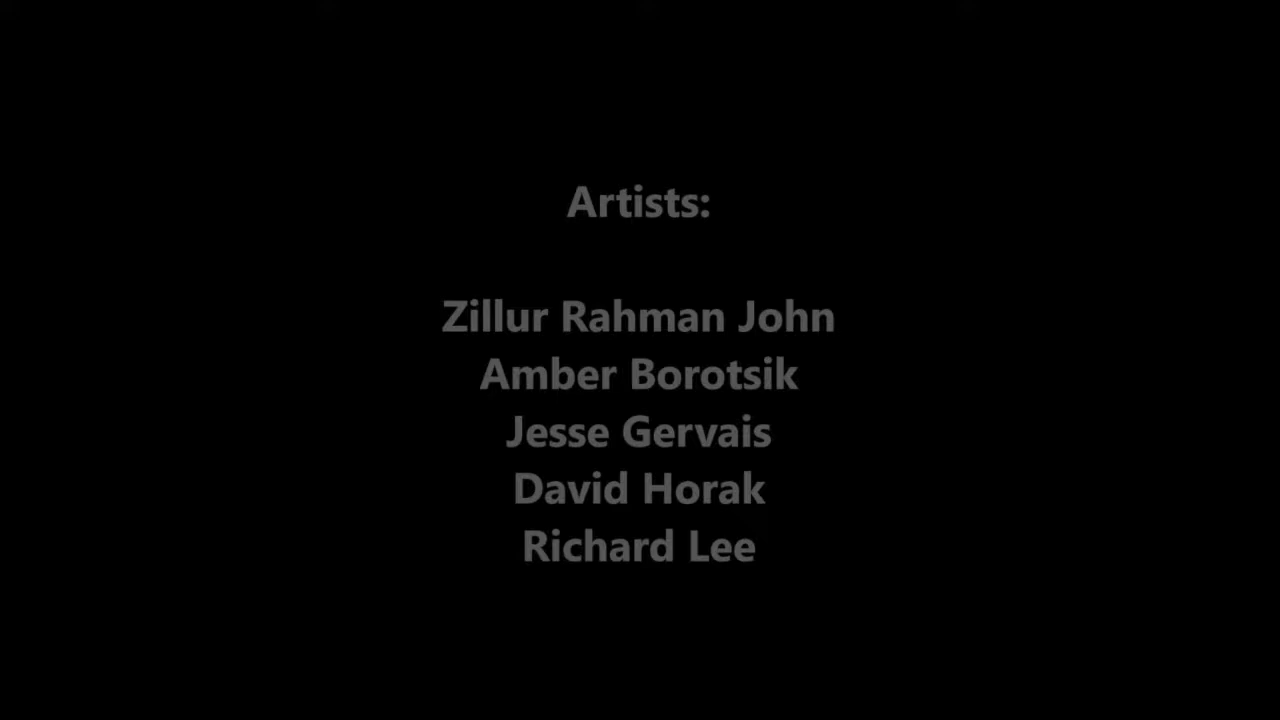 Artists:
Zillur Rahman John
Amber Borotsik
Jesse Gervais
David Horak
Richard Lee